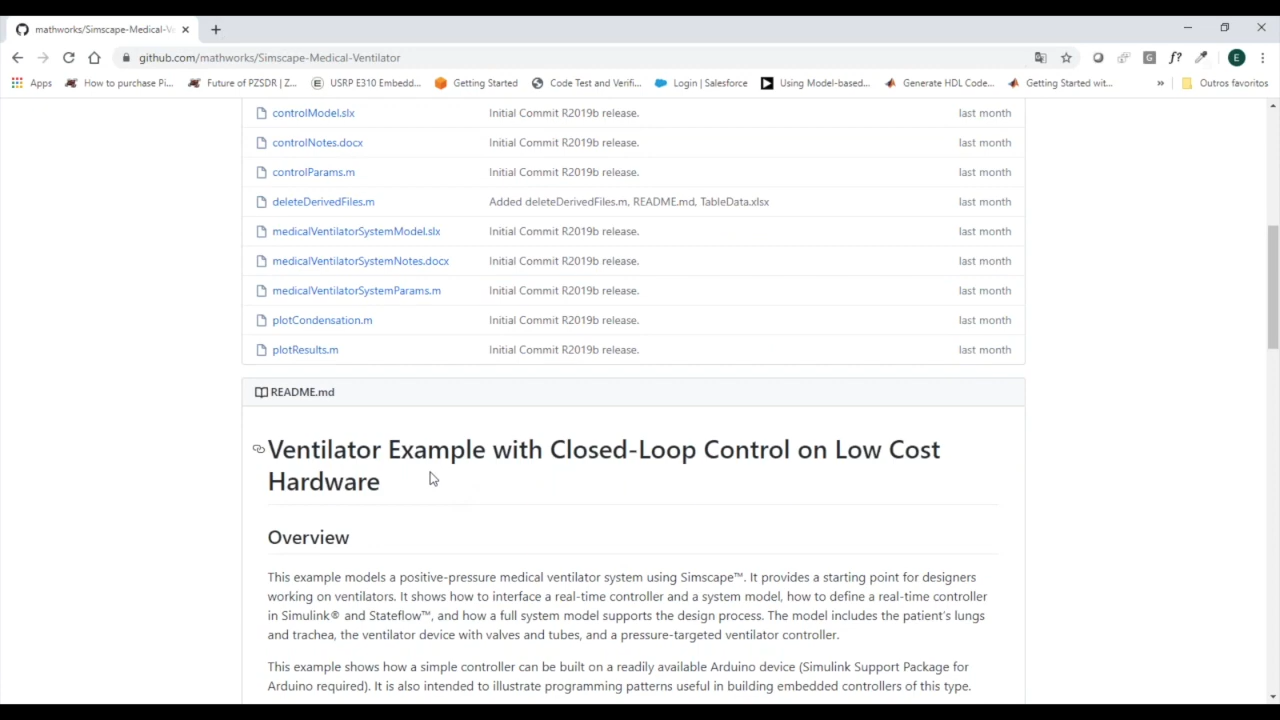 mathworks/Simscape-Medical-Ve
github.com/mathworks/Simscape-Medical-Ventilator
G f? E
Apps How to purchase Pi... Future of PZSDR | Z... USRP E310 Embedd... Getting Started Code Test and Verifi... Login | Salesforce Using Model-based... Generate HDL Code... Getting Started wit... » Outros favoritos
controlModel.slx Initial Commit R2019b release. last month
controlNotes.docx Initial Commit R2019b release. last month
controlParams.m Initial Commit R2019b release. last month
deleteDerivedFiles.m Added deleteDerivedFiles.m, README.md, TableData.xlsx last month
medicalVentilatorSystemModel.slx Initial Commit R2019b release. last month
medicalVentilatorSystemNotes.docx Initial Commit R2019b release. last month
medicalVentilatorSystemParams.m Initial Commit R2019b release. last month
plotCondensation.m Initial Commit R2019b release. last month
plotResults.m Initial Commit R2019b release. last month
README.md
Ventilator Example with Closed-Loop Control on Low Cost
Hardware
Overview
This example models a positive-pressure medical ventilator system using Simscape™. It provides a starting point for designers
working on ventilators. It shows how to interface a real-time controller and a system model, how to define a real-time controller
in Simulink® and Stateflow™, and how a full system model supports the design process. The model includes the patient's lungs
and trachea, the ventilator device with valves and tubes, and a pressure-targeted ventilator controller.
This example shows how a simple controller can be built on a readily available Arduino device (Simulink Support Package for
Arduino required). It is also intended to illustrate programming patterns useful in building embedded controllers of this type.